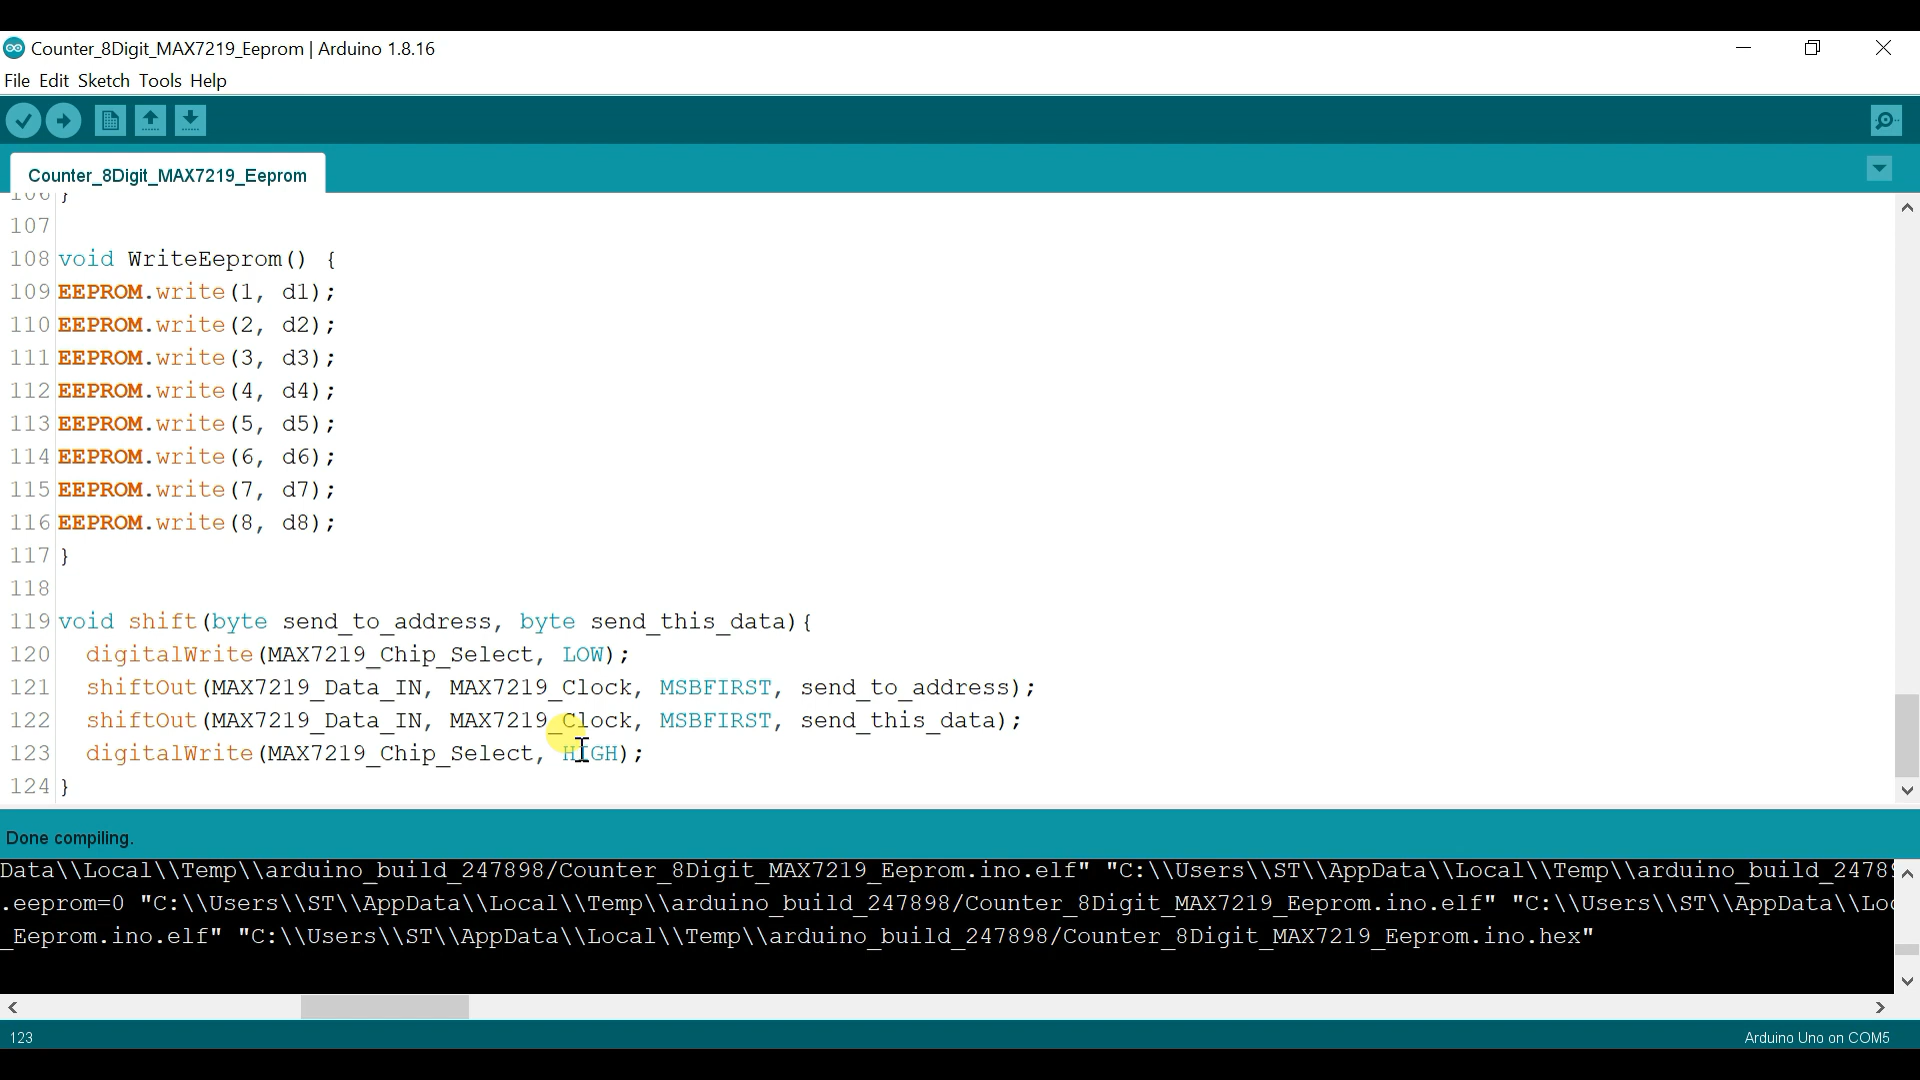 Counter_8Digit_MAX7219_Eeprom | Arduino 1.8.16
File Edit Sketch Tools Help
Counter_8Digit_MAX7219_Eeprom
106 }
107
108 void WriteEeprom() {
109 EEPROM.write(1, d1);
110 EEPROM.write(2, d2);
111 EEPROM.write(3, d3);
112 EEPROM.write(4, d4);
113 EEPROM.write(5, d5);
114 EEPROM.write(6, d6);
115 EEPROM.write(7, d7);
116 EEPROM.write(8, d8);
117 }
118
119 void shift(byte send_to_address, byte send_this_data){
120 digitalWrite(MAX7219_Chip_Select, LOW);
121 shiftOut(MAX7219_Data_IN, MAX7219_Clock, MSBFIRST, send_to_address);
122 shiftOut(MAX7219_Data_IN, MAX7219_Clock, MSBFIRST, send_this_data);
123 digitalWrite(MAX7219_Chip_Select, HIGH);
124 }
Done compiling.
Data\\Local\\Temp\\arduino_build_247898/Counter_8Digit_MAX7219_Eeprom.ino.elf" "C:\\Users\\ST\\AppData\\Local\\Temp\\arduino_build_24789
.eeprom=0 "C:\\Users\\ST\\AppData\\Local\\Temp\\arduino_build_247898/Counter_8Digit_MAX7219_Eeprom.ino.elf" "C:\\Users\\ST\\AppData\\Loc
_Eeprom.ino.elf" "C:\\Users\\ST\\AppData\\Local\\Temp\\arduino_build_247898/Counter_8Digit_MAX7219_Eeprom.ino.hex"
123
Arduino Uno on COM5